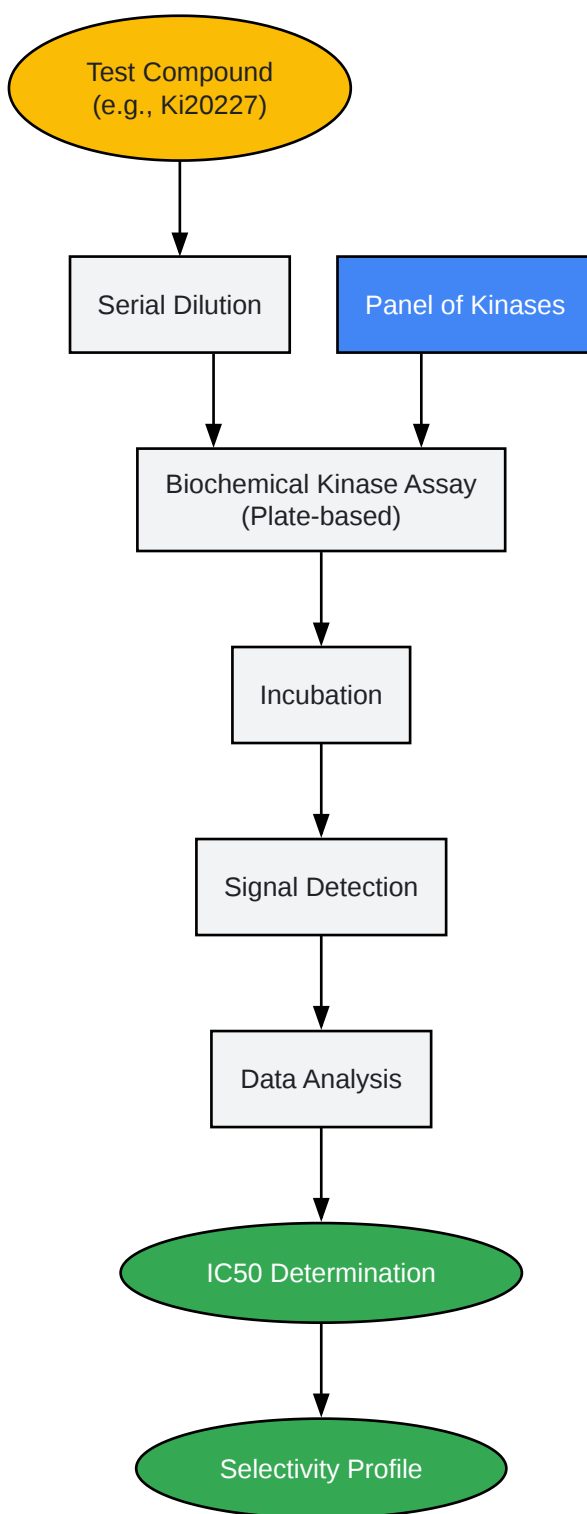 Test Compound
(e.g., Ki20227)
Serial Dilution
Panel of Kinases
Biochemical Kinase Assay
(Plate-based)
Incubation
Signal Detection
Data Analysis
IC50 Determination
Selectivity Profile